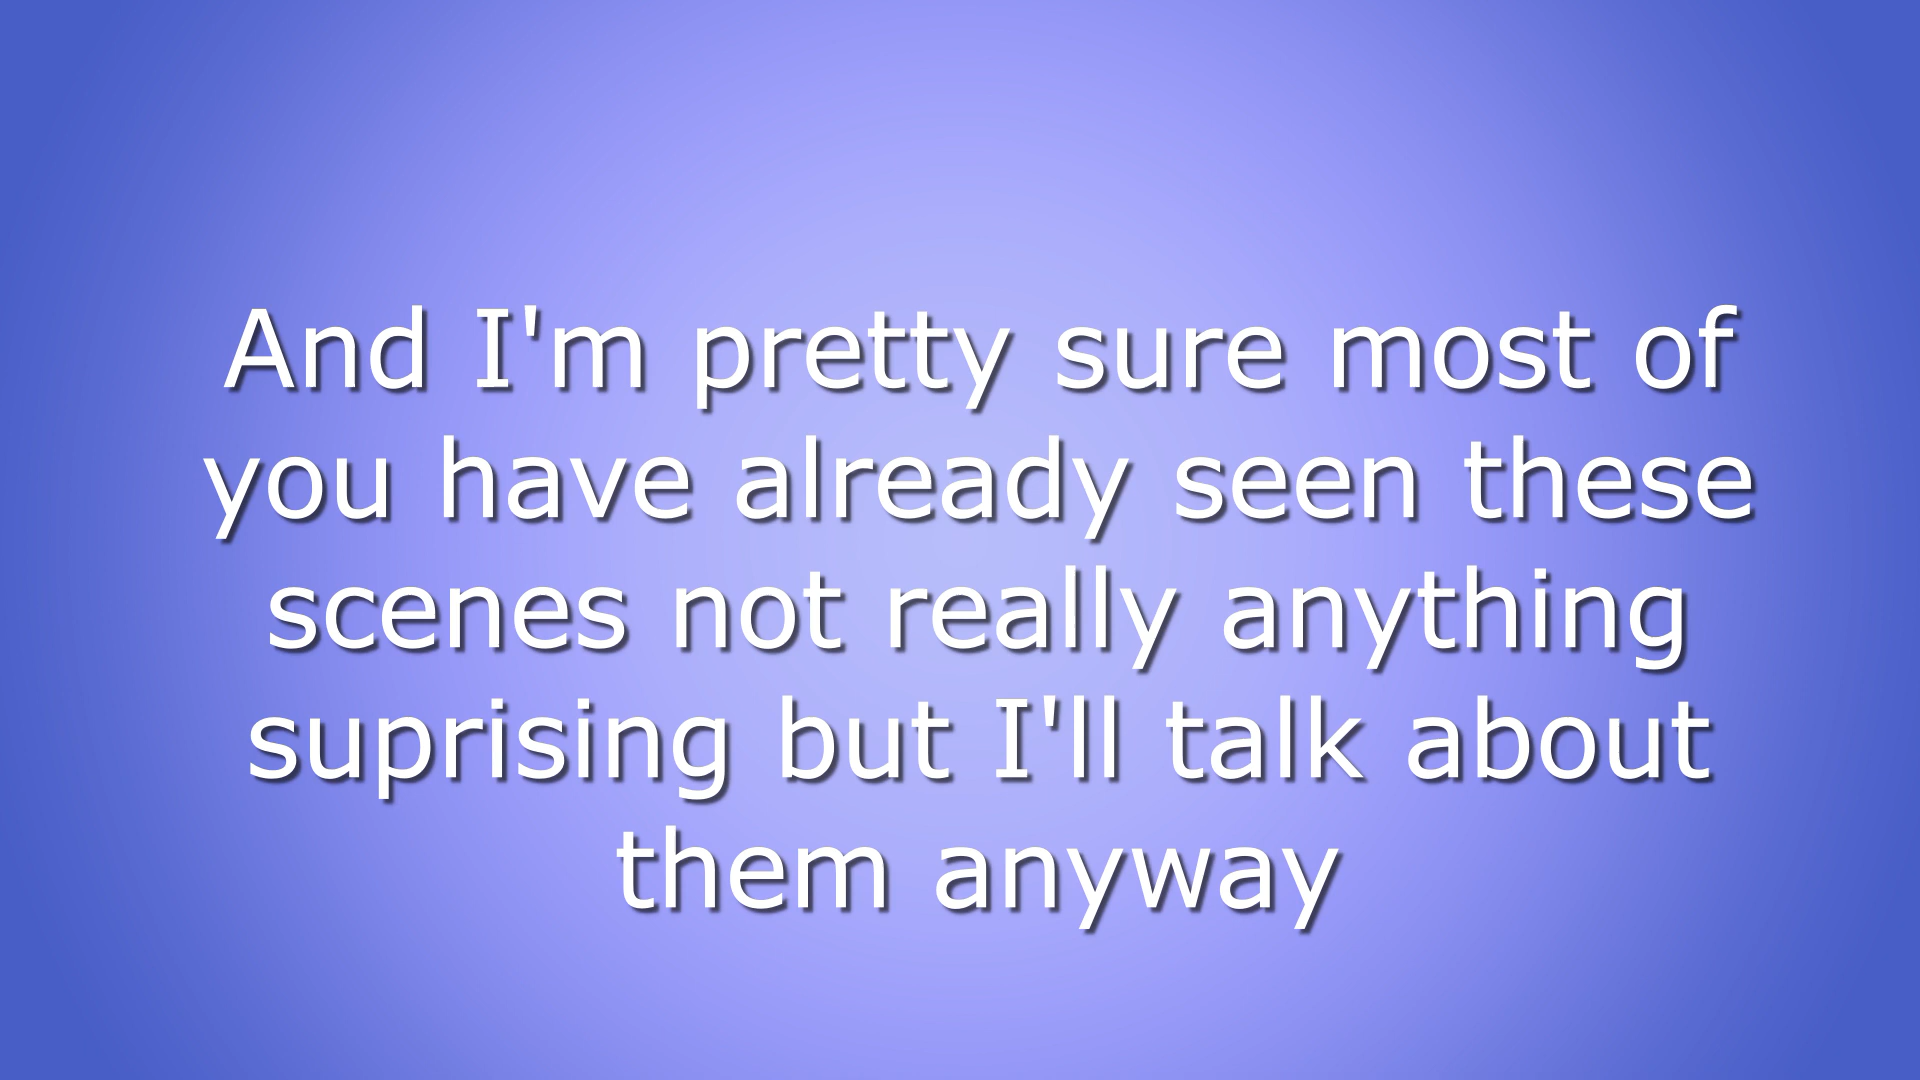 And I'm pretty sure most of
you have already seen these
scenes not really anything
suprising but I'll talk about
them anyway